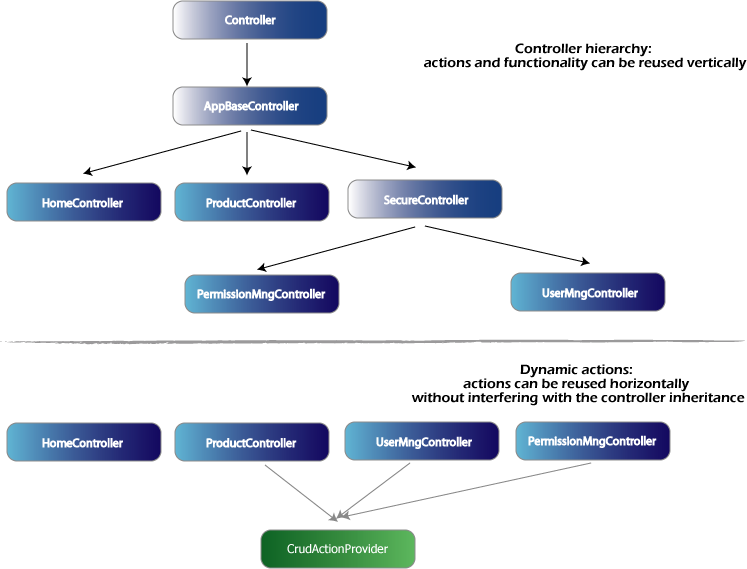 Controller
Controller hierarchy:
actions and functionality can be reused vertically
AppBaseController
HomeController
ProductController
SecureController
PermissionMngController
UserMngController
Dynamic actions:
actions can be reused horizontally
without interfering with the controller inheritance
HomeController
ProductController
UserMngController
PermissionMngController
CrudActionProvider